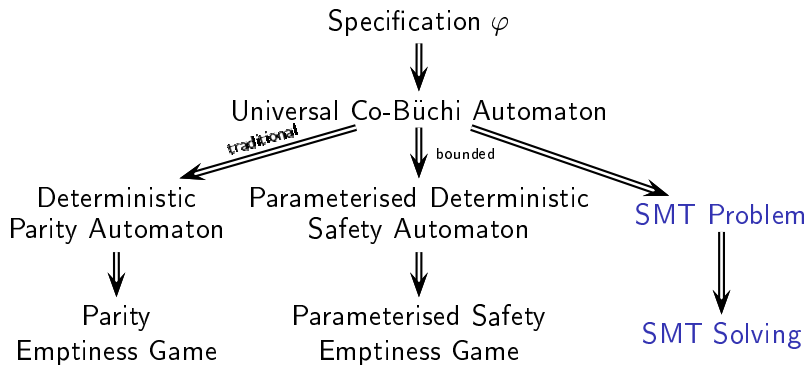 Specification φ
Universal Co-Büchi Automaton
traditional
bounded
Deterministic
Parity Automaton
Parameterised Deterministic
Safety Automaton
SMT Problem
Parity
Emptiness Game
Parameterised Safety
Emptiness Game
SMT Solving